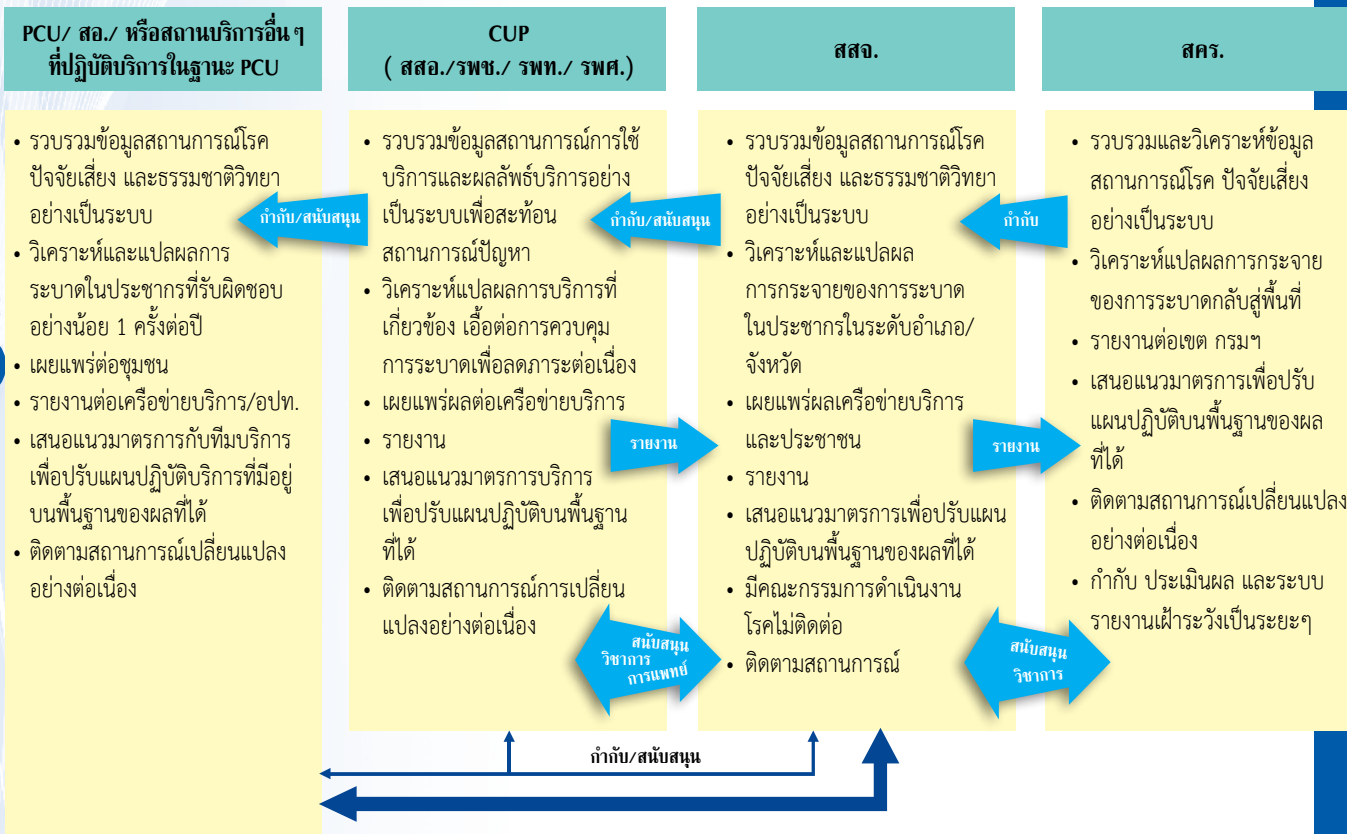 PCU/ สอ./ หรือสถานบริการอื่นๆ
ที่ปฏิบัติบริการในฐานะ PCU
• รวบรวมข้อมูลสถานการณ์โรค
ปัจจัยเสี่ยง และธรรมชาติวิทยา
อย่างเป็นระบบ
• วิเคราะห์และแปลผลการ
ระบาดในประชากรที่รับผิดชอบ
อย่างน้อย 1 ครั้งต่อปี
• เผยแพร่ต่อชุมชน
• รายงานต่อเครือข่ายบริการ/อปท.
• เสนอแนวมาตรการกับทีมบริการ
เพื่อปรับแผนปฏิบัติบริการที่มีอยู่
บนพื้นฐานของผลที่ได้
• ติดตามสถานการณ์เปลี่ยนแปลง
อย่างต่อเนื่อง
กำกับ/สนับสนุน
CUP
( สสอ./รพช./ รพท./ รพศ.)
• รวบรวมข้อมูลสถานการณ์การใช้
บริการและผลลัพธ์บริการอย่าง
เป็นระบบเพื่อสะท้อน
สถานการณ์ปัญหา
• วิเคราะห์แปลผลการบริการที่
เกี่ยวข้อง เอื้อต่อการควบคุม
การระบาดเพื่อลดภาระต่อเนื่อง
• เผยแพร่ผลต่อเครือข่ายบริการ
• รายงาน
• เสนอแนวมาตรการบริการ
เพื่อปรับแผนปฏิบัติบนพื้นฐาน
ที่ได้
• ติดตามสถานการณ์การเปลี่ยน
แปลงอย่างต่อเนื่อง
กำกับ/สนับสนุน
รายงาน
สนับสนุน
วิชาการ
การแพทย์
สสจ.
• รวบรวมข้อมูลสถานการณ์โรค
ปัจจัยเสี่ยง และธรรมชาติวิทยา
อย่างเป็นระบบ
• วิเคราะห์และแปลผล
การกระจายของการระบาด
ในประชากรในระดับอำเภอ/
จังหวัด
• เผยแพร่ผลเครือข่ายบริการ
และประชาชน
• รายงาน
• เสนอแนวมาตรการเพื่อปรับแผน
ปฏิบัติบนพื้นฐานของผลที่ได้
• มีคณะกรรมการดำเนินงาน
โรคไม่ติดต่อ
• ติดตามสถานการณ์
กำกับ
รายงาน
สนับสนุน
วิชาการ
สคร.
• รวบรวมและวิเคราะห์ข้อมูล
สถานการณ์โรค ปัจจัยเสี่ยง
อย่างเป็นระบบ
• วิเคราะห์แปลผลการกระจาย
ของการระบาดกลับสู่พื้นที่
• รายงานต่อเขต กรมฯ
• เสนอแนวมาตรการเพื่อปรับ
แผนปฏิบัติบนพื้นฐานของผล
ที่ได้
• ติดตามสถานการณ์เปลี่ยนแปลง
อย่างต่อเนื่อง
• กำกับ ประเมินผล และระบบ
รายงานเฝ้าระวังเป็นระยะๆ
กำกับ/สนับสนุน